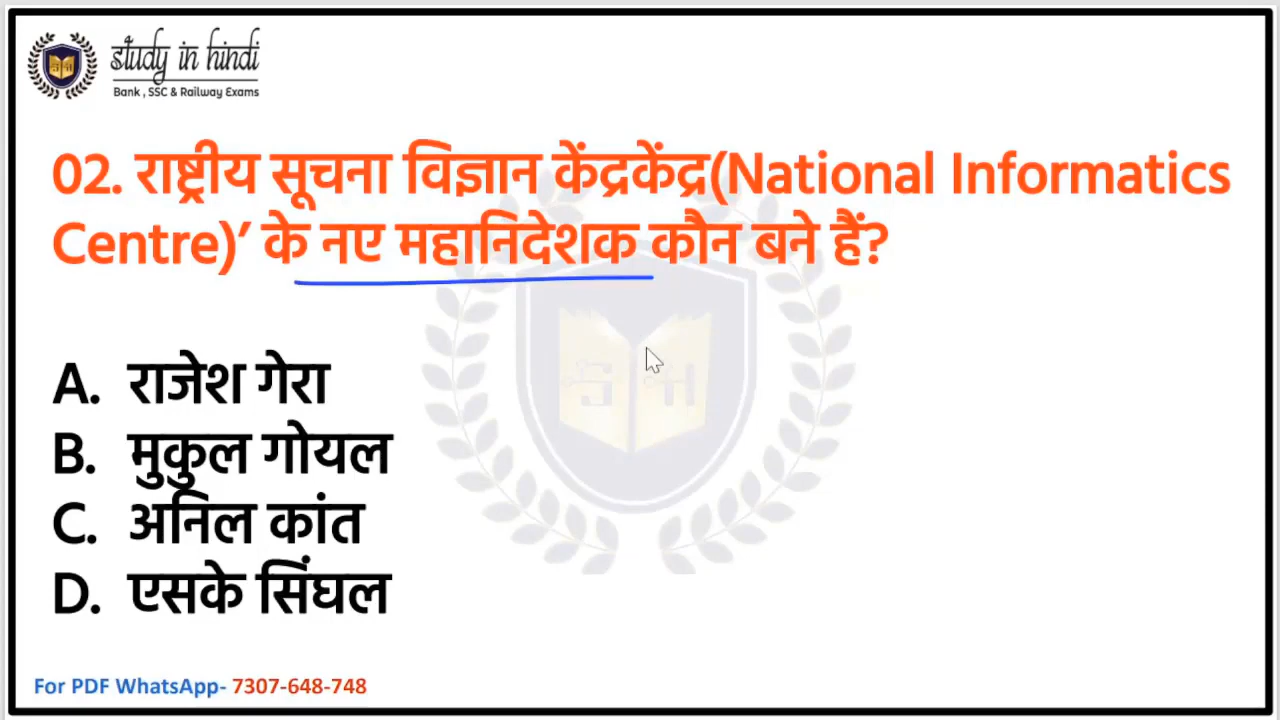 study in hindi
Bank , SSC & Railway Exams
02. राष्ट्रीय सूचना विज्ञान केंद्रकेंद्र(National Informatics
Centre)’ के नए महानिदेशक कौन बने हैं?
A. राजेश गेरा
B. मुकुल गोयल
C. अनिल कांत
D. एसके सिंघल
For PDF WhatsApp- 7307-648-748